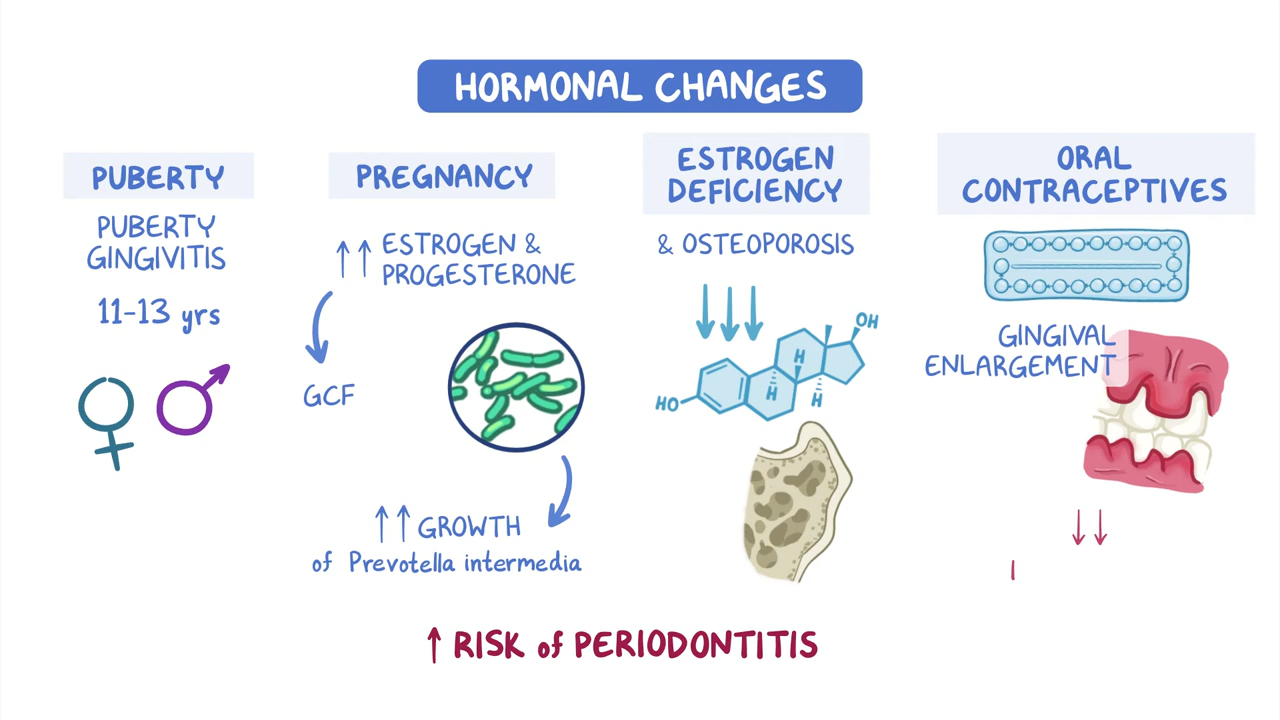 HORMONAL CHANGES
PUBERTY
PUBERTY
GINGIVITIS
11-13 yrs
PREGNANCY
↑↑ ESTROGEN &
PROGESTERONE
GCF
↑↑ GROWTH
of Prevotella intermedia
ESTROGEN
DEFICIENCY
& OSTEOPOROSIS
OH
H
H
H
HO
ORAL
CONTRACEPTIVES
GINGIVAL
ENLARGEMENT
↑ RISK of PERIODONTITIS